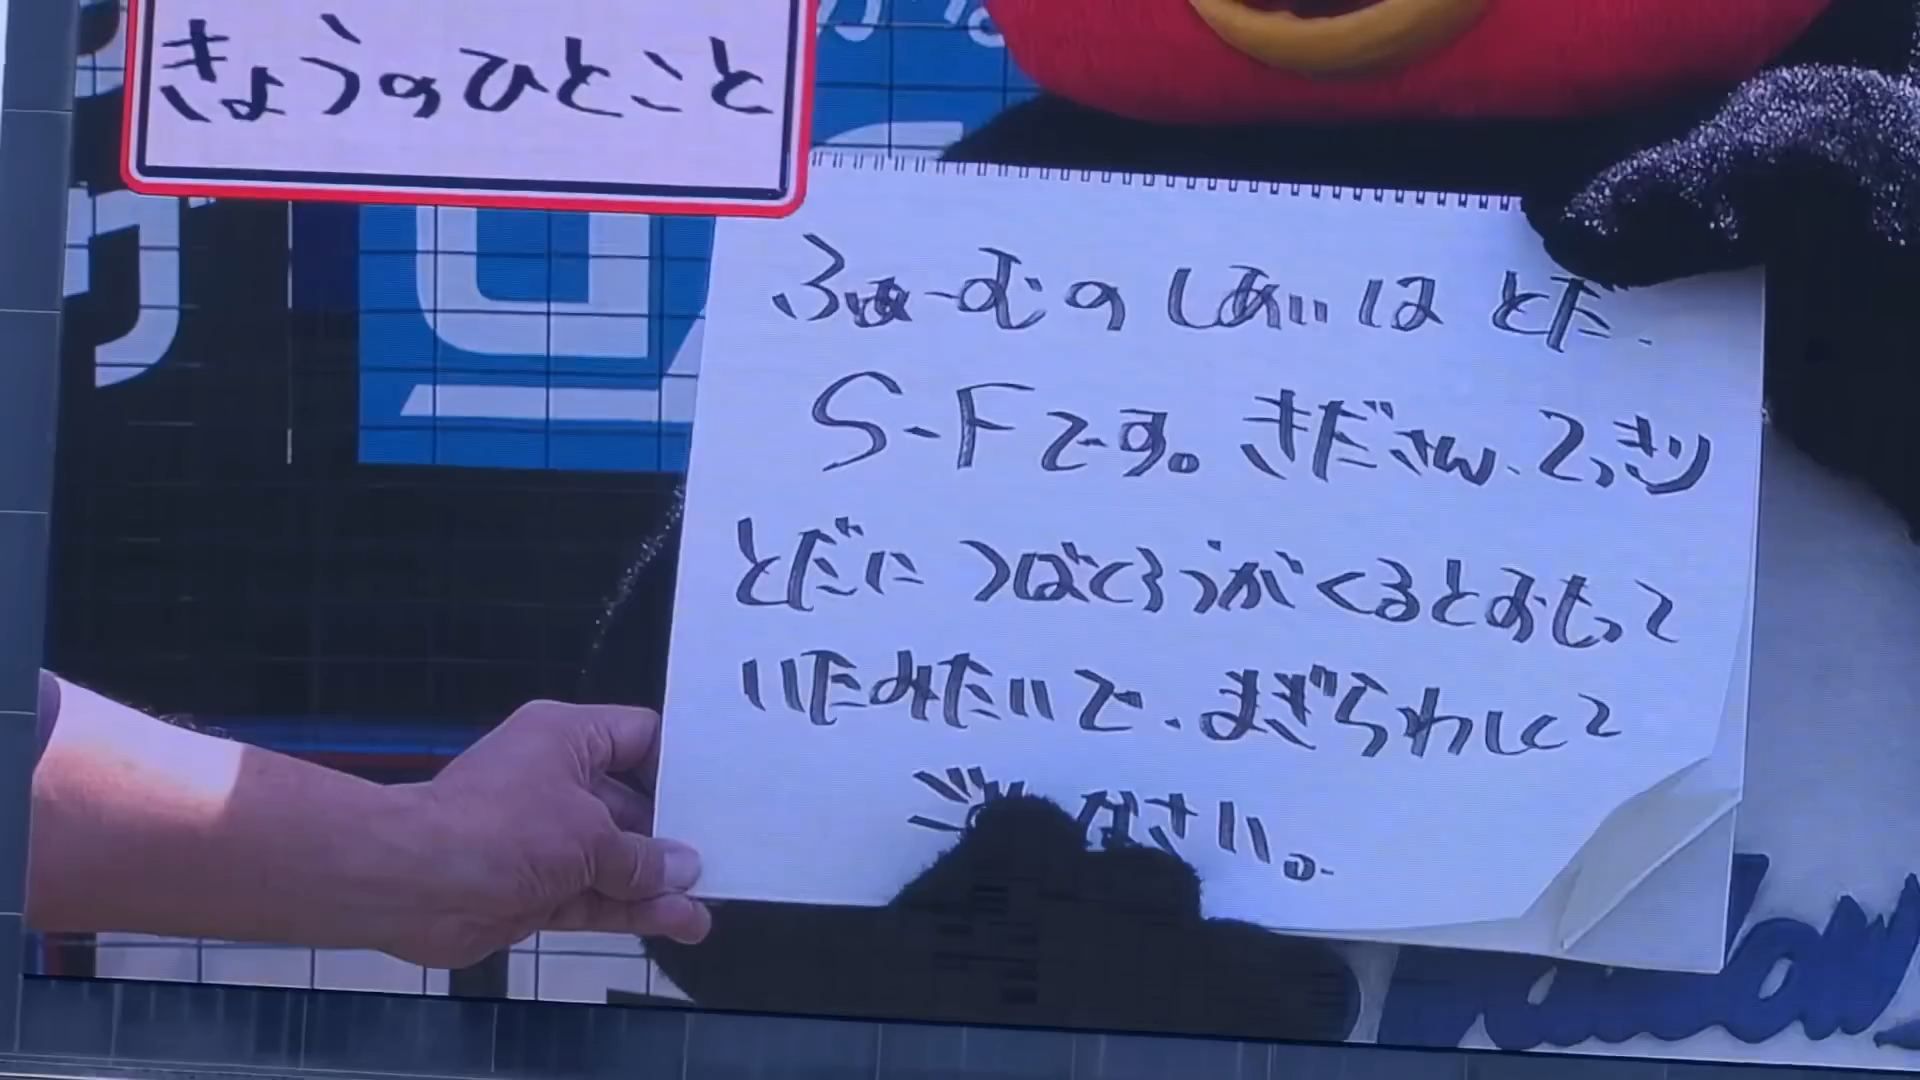 きょうのひとこと
ふぁーむのしあいは とだ、
S-Fです。きださん、てっきり
とだに つばくろうがくるとおもって
いたみたいで、まぎらわしくて
なさい。